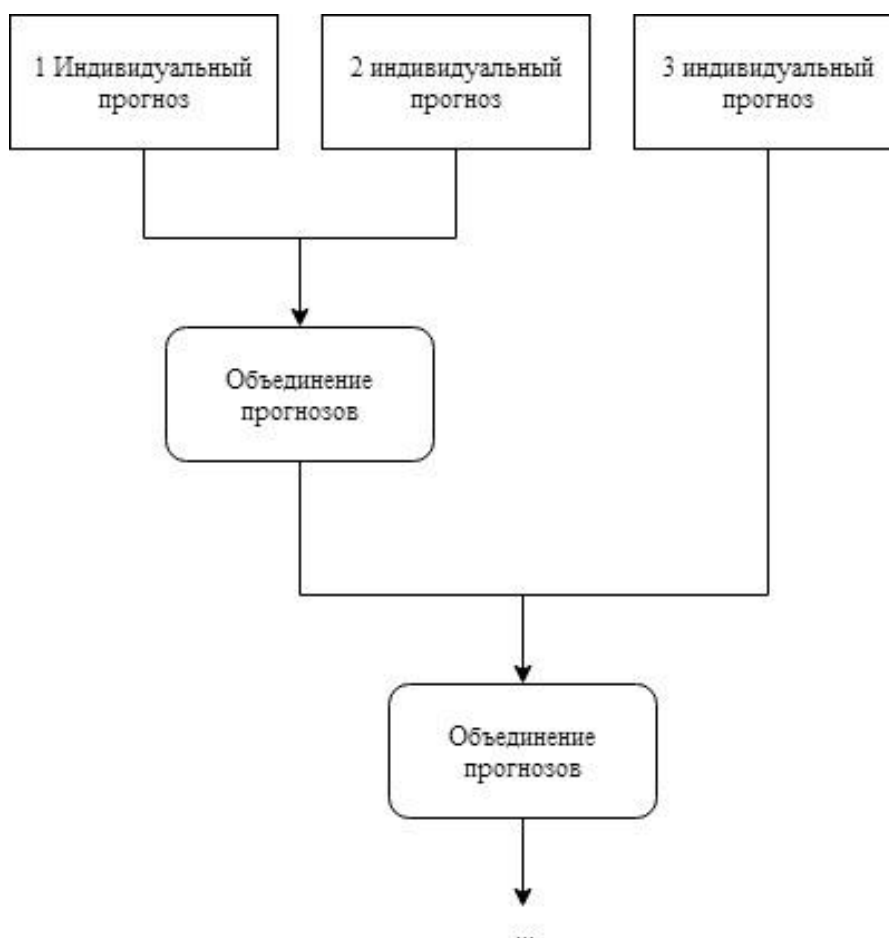 1 Индивидуальный
прогноз
2 индивидуальный
прогноз
3 индивидуальный
прогноз
Объединение
прогнозов
Объединение
прогнозов
...